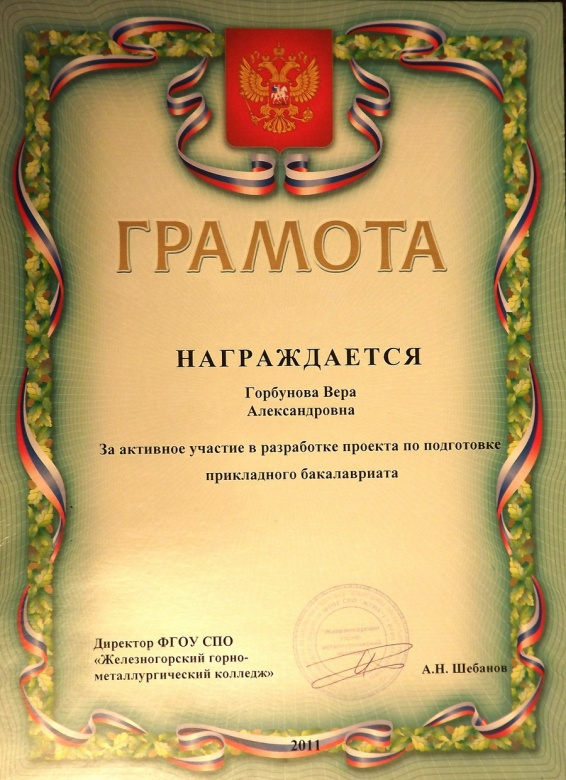 ГРАМОТА
НАГРАЖДАЕТСЯ
Горбунова Вера
Александровна
За активное участие в разработке проекта по подготовке
прикладного бакалавриата
Директор ФГОУ СПО
«Железногорский горно-
металлургический колледж»
А.Н. Шебанов
2011